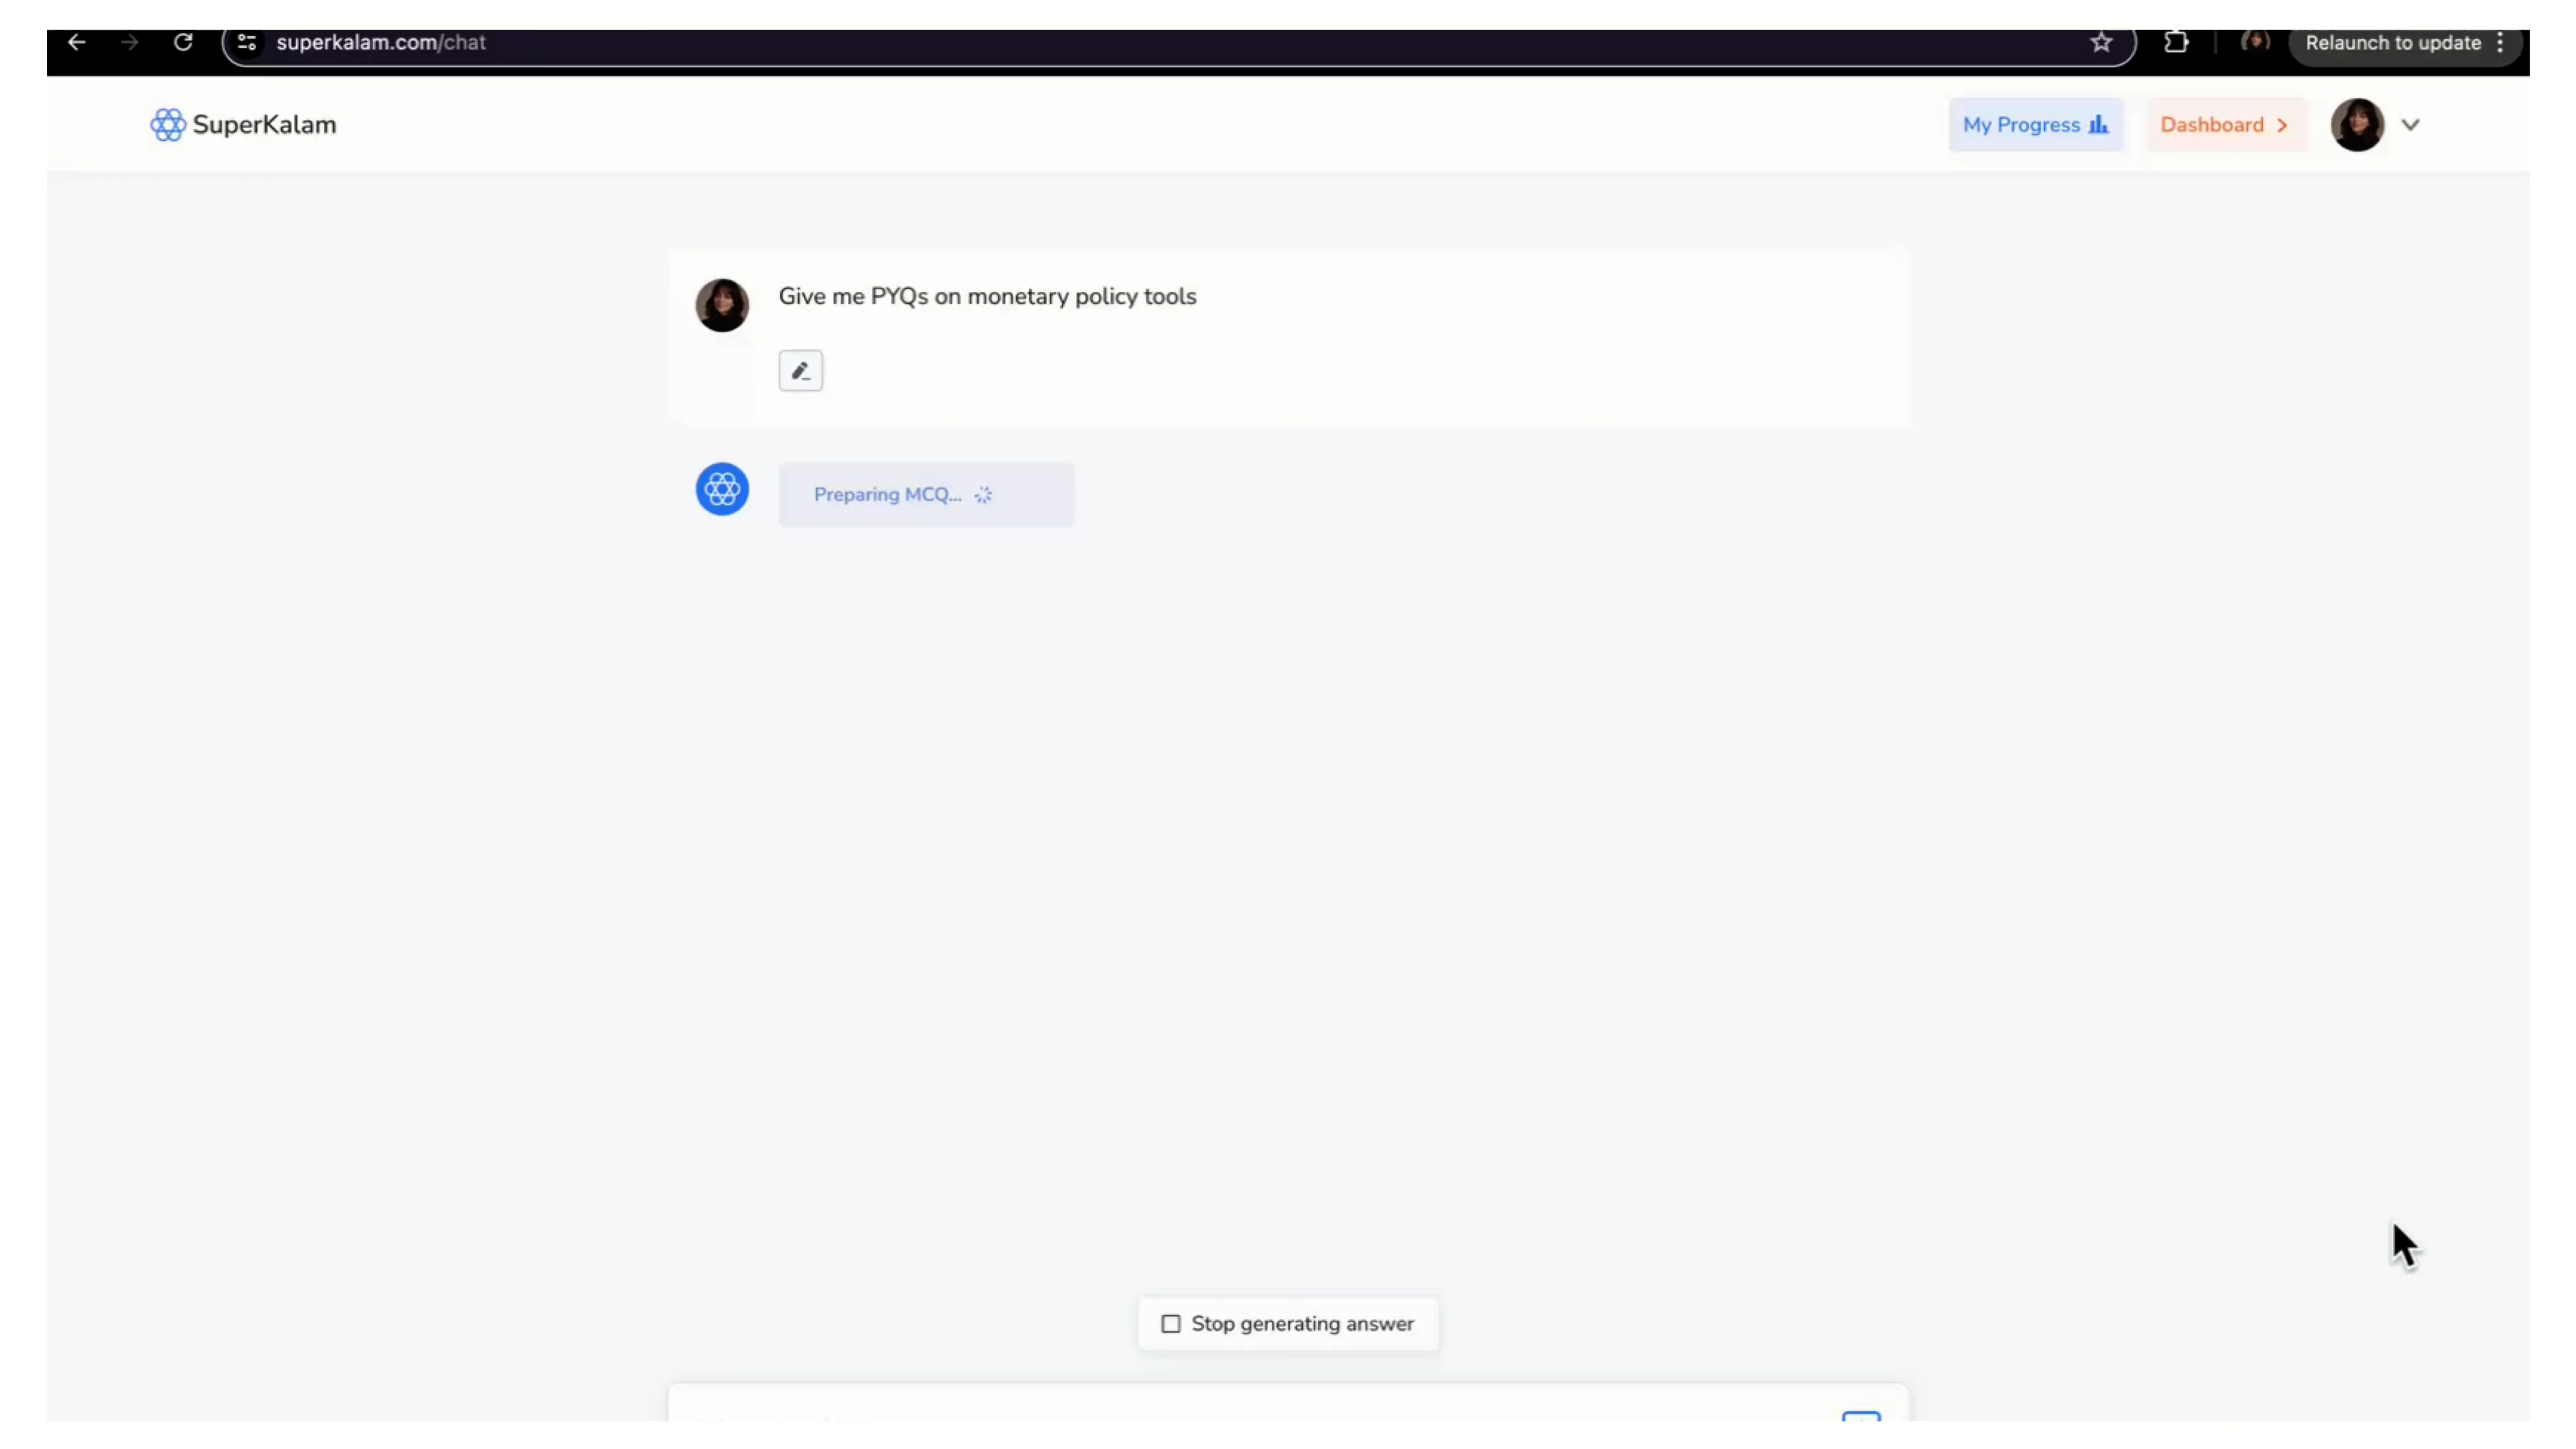 superkalam.com/chat
Relaunch to update
SuperKalam
My Progress
Dashboard
Give me PYQs on monetary policy tools
Preparing MCQ...
Stop generating answer